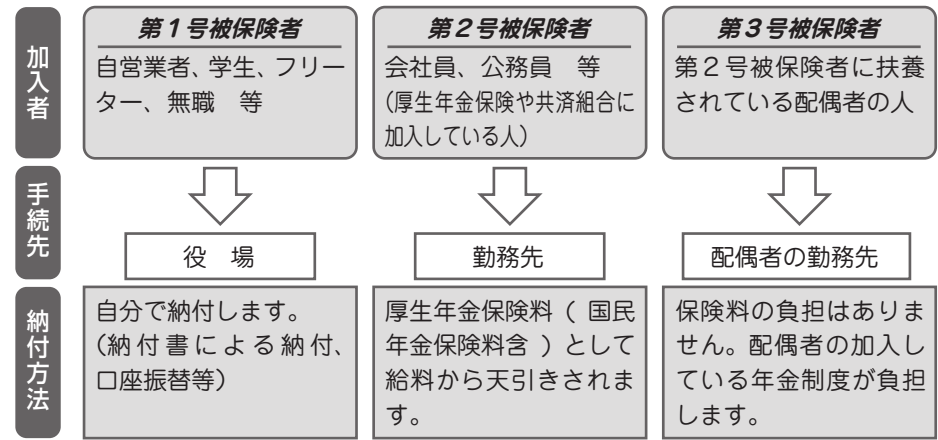 加入者
第1号被保険者
自営業者、学生、フリー
ター、無職　等
第2号被保険者
会社員、公務員　等
(厚生年金保険や共済組合に
加入している人)
第3号被保険者
第2号被保険者に扶養
されている配偶者の人
手続先
役　場
勤務先
配偶者の勤務先
納付方法
自分で納付します。
(納付書による納付、
口座振替等)
厚生年金保険料（国民
年金保険料含）として
給料から天引きされま
す。
保険料の負担はありま
せん。配偶者の加入し
ている年金制度が負担
します。